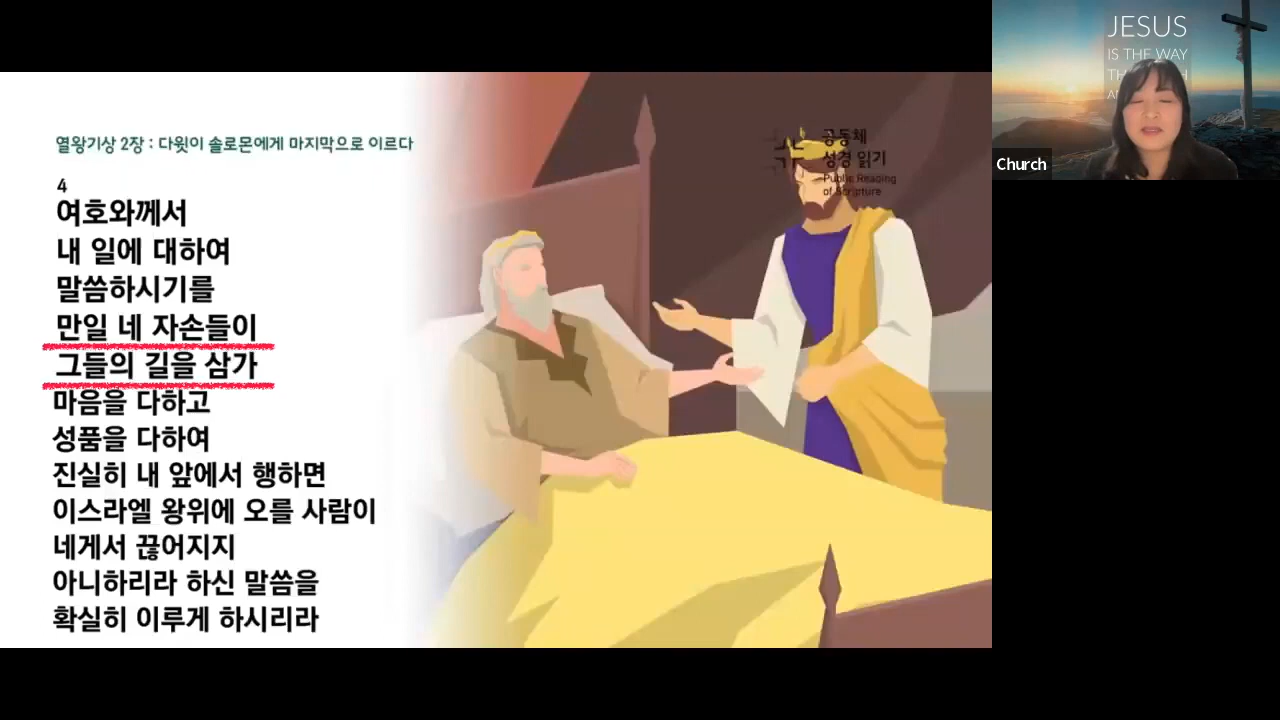 열왕기상 2장 : 다윗이 솔로몬에게 마지막으로 이르다
4
여호와께서
내 일에 대하여
말씀하시기를
만일 네 자손들이
그들의 길을 삼가
마음을 다하고
성품을 다하여
진실히 내 앞에서 행하면
이스라엘 왕위에 오를 사람이
네게서 끊어지지
아니하리라 하신 말씀을
확실히 이루게 하시리라
공동체
성경 읽기
Public Reading
of Scripture
JESUS
IS THE WAY
Church